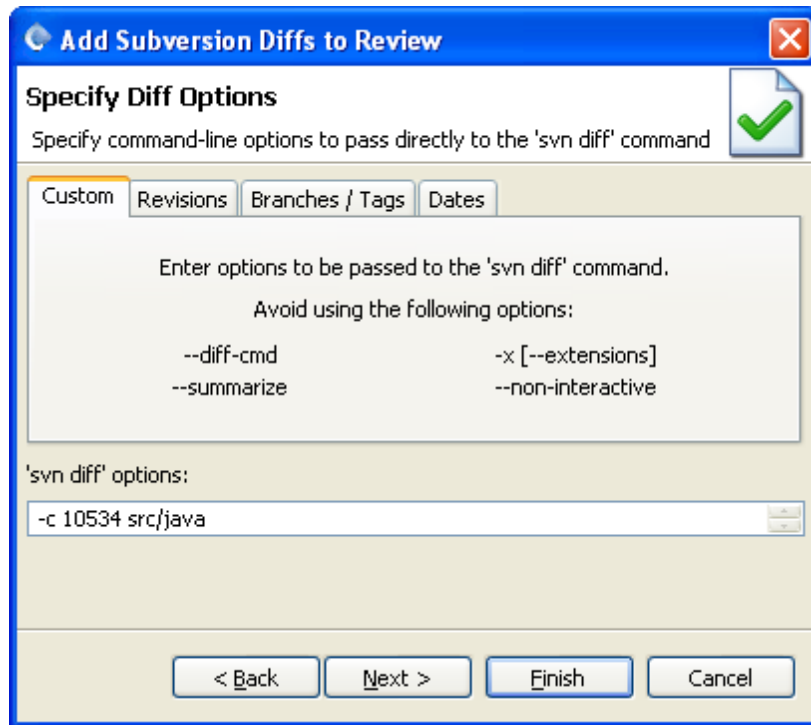 Add Subversion Diffs to Review
Specify Diff Options
Specify command-line options to pass directly to the 'svn diff' command
Custom Revisions Branches / Tags Dates
Enter options to be passed to the 'svn diff' command.
Avoid using the following options:
--diff-cmd -x [--extensions]
--summarize --non-interactive
'svn diff' options:
-c 10534 src/java
< Back Next > Finish Cancel